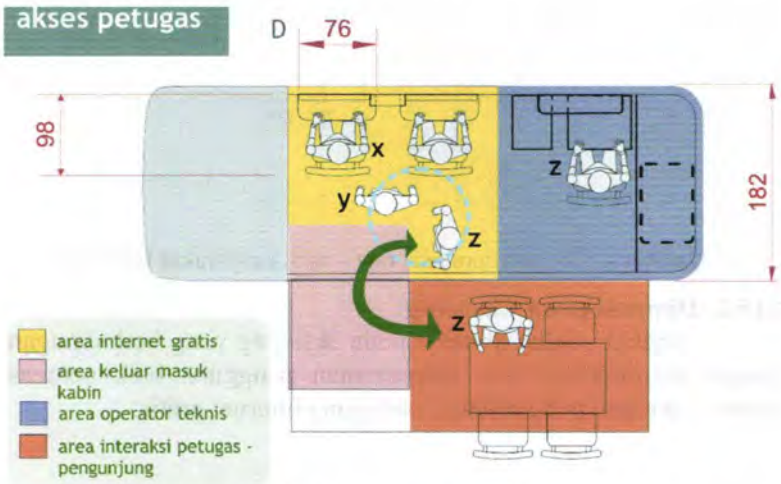 akses petugas
D 76
98
x
z
y
z
182
z
area internet gratis
area keluar masuk
kabin
area operator teknis
area interaksi petugas -
pengunjung